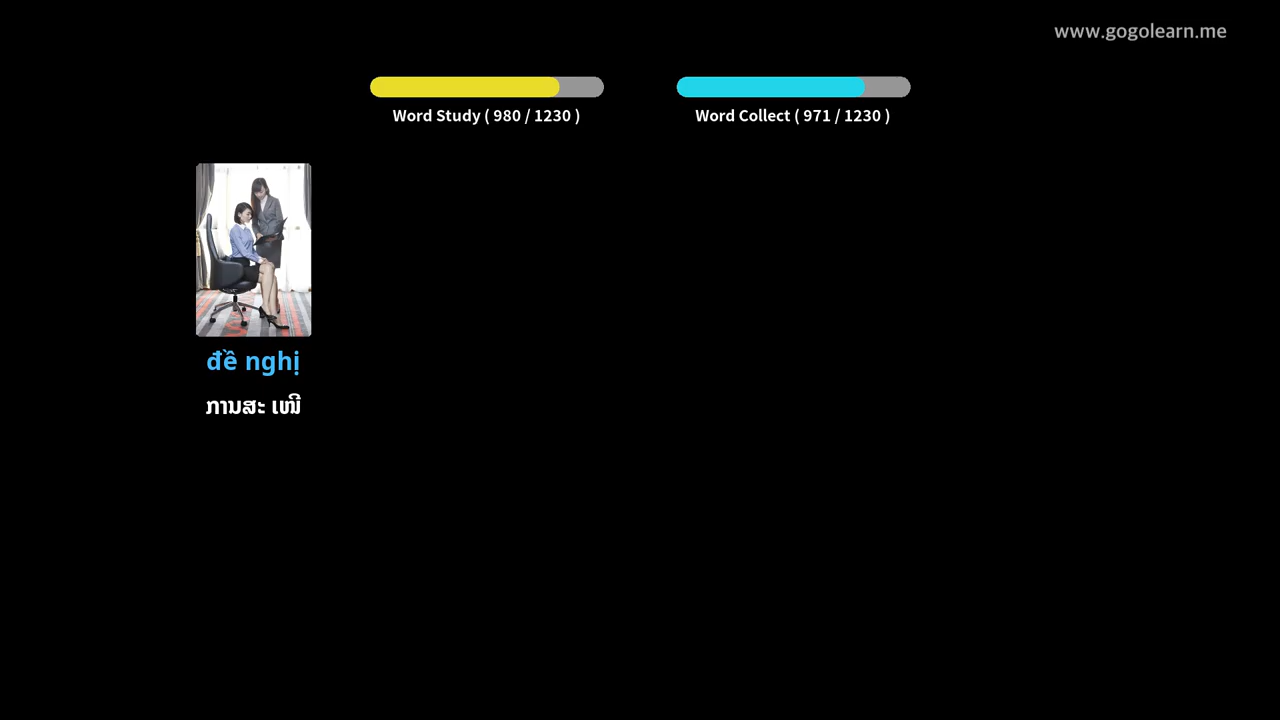 www.gogolearn.me
Word Study ( 980 / 1230 )
Word Collect ( 971 / 1230 )
đề nghị
ການສະ ເໜີ